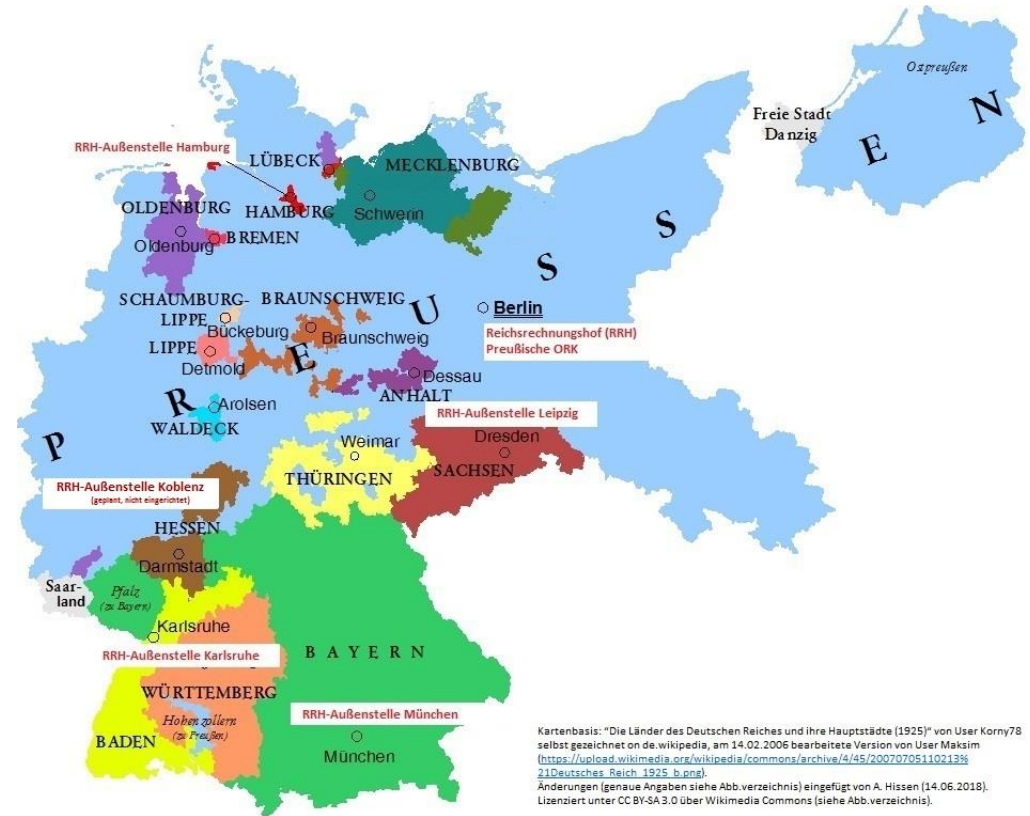 Ostpreußen
Freie Stadt
Danzig
P R E U S S E N
RRH-Außenstelle Hamburg
LÜBECK
MECKLENBURG
Schwerin
OLDENBURG
HAMBURG
Oldenburg
BREMEN
SCHAUMBURG-
LIPPE
BRAUNSCHWEIG
Bückeburg
Braunschweig
Berlin
Reichsrechnungshof (RRH)
Preußische ORK
LIPPE
Detmold
Dessau
ANHALT
Arolsen
WALDECK
RRH-Außenstelle Leipzig
Dresden
SACHSEN
Weimar
THÜRINGEN
RRH-Außenstelle Koblenz
(geplant, nicht eingerichtet)
HESSEN
Darmstadt
Saar-
land
Pfalz
(zu Bayern)
Karlsruhe
RRH-Außenstelle Karlsruhe
BAYERN
WÜRTTEMBERG
Hohenzollern
(zu Preußen)
BADEN
RRH-Außenstelle München
München
Kartenbasis: "Die Länder des Deutschen Reiches und ihre Hauptstädte (1925)" von User Korny78
selbst gezeichnet on de.wikipedia, am 14.02.2006 bearbeitete Version von User Maksim
(https://upload.wikimedia.org/wikipedia/commons/archive/4/45/20070705110213%
21Deutsches_Reich_1925_b.png).
Änderungen (genaue Angaben siehe Abb.verzeichnis) eingefügt von A. Hissen (14.06.2018).
Lizenziert unter CC BY-SA 3.0 über Wikimedia Commons (siehe Abb.verzeichnis).